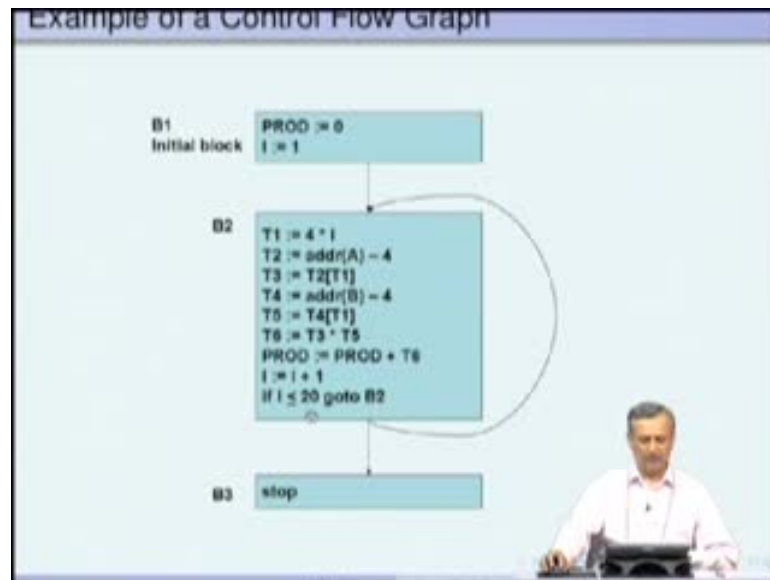 Example of a Control Flow Graph
B1
Initial block
PROD := 0
I := 1
B2
T1 := 4 * I
T2 := addr(A) – 4
T3 := T2[T1]
T4 := addr(B) – 4
T5 := T4[T1]
T6 := T3 * T5
PROD := PROD + T6
I := I + 1
if I ≤ 20 goto B2
B3
stop